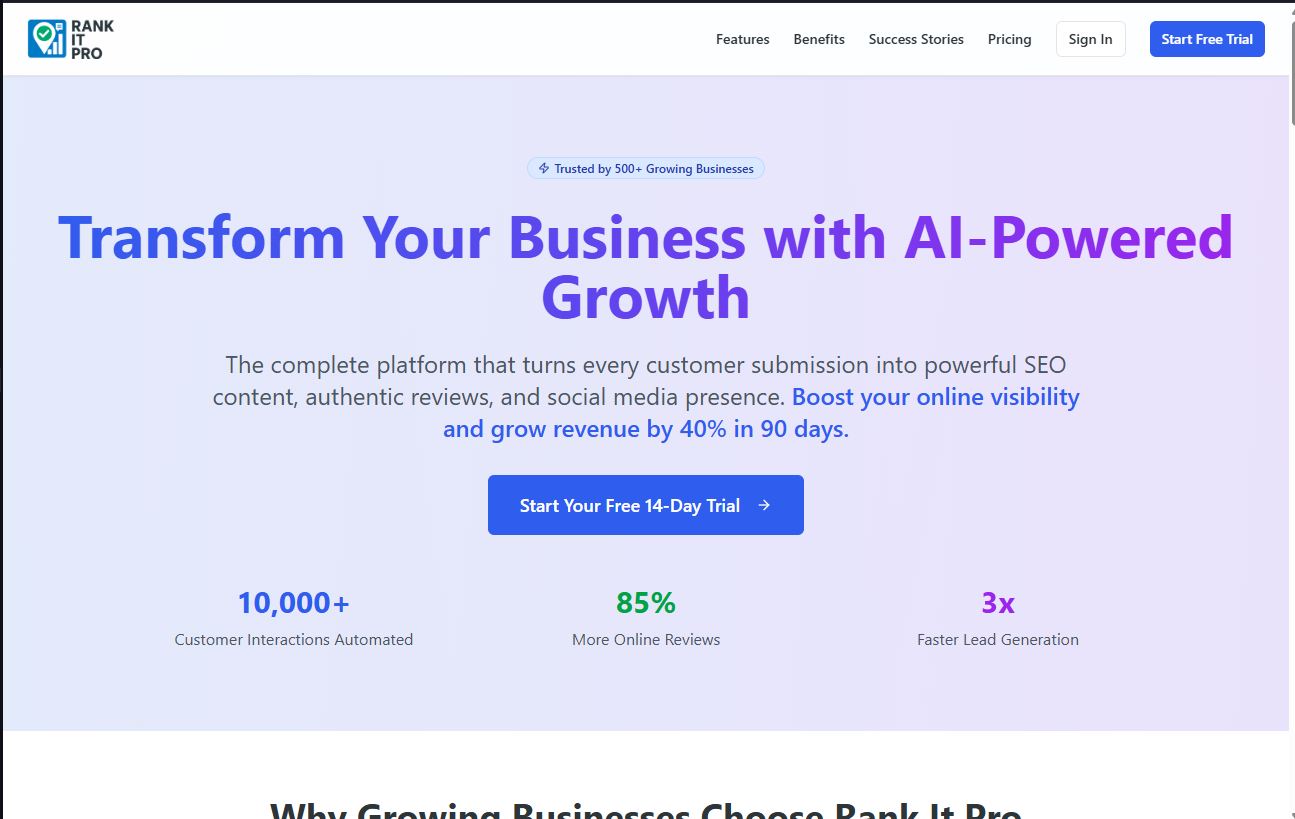 RANK
IT
PRO
Features
Benefits
Success Stories
Pricing
Sign In
Start Free Trial
Trusted by 500+ Growing Businesses
Transform Your Business with AI-Powered
Growth
The complete platform that turns every customer submission into powerful SEO
content, authentic reviews, and social media presence. Boost your online visibility
and grow revenue by 40% in 90 days.
Start Your Free 14-Day Trial
10,000+
Customer Interactions Automated
85%
More Online Reviews
3x
Faster Lead Generation
Why Growing Businesses Choose Rank It Pro